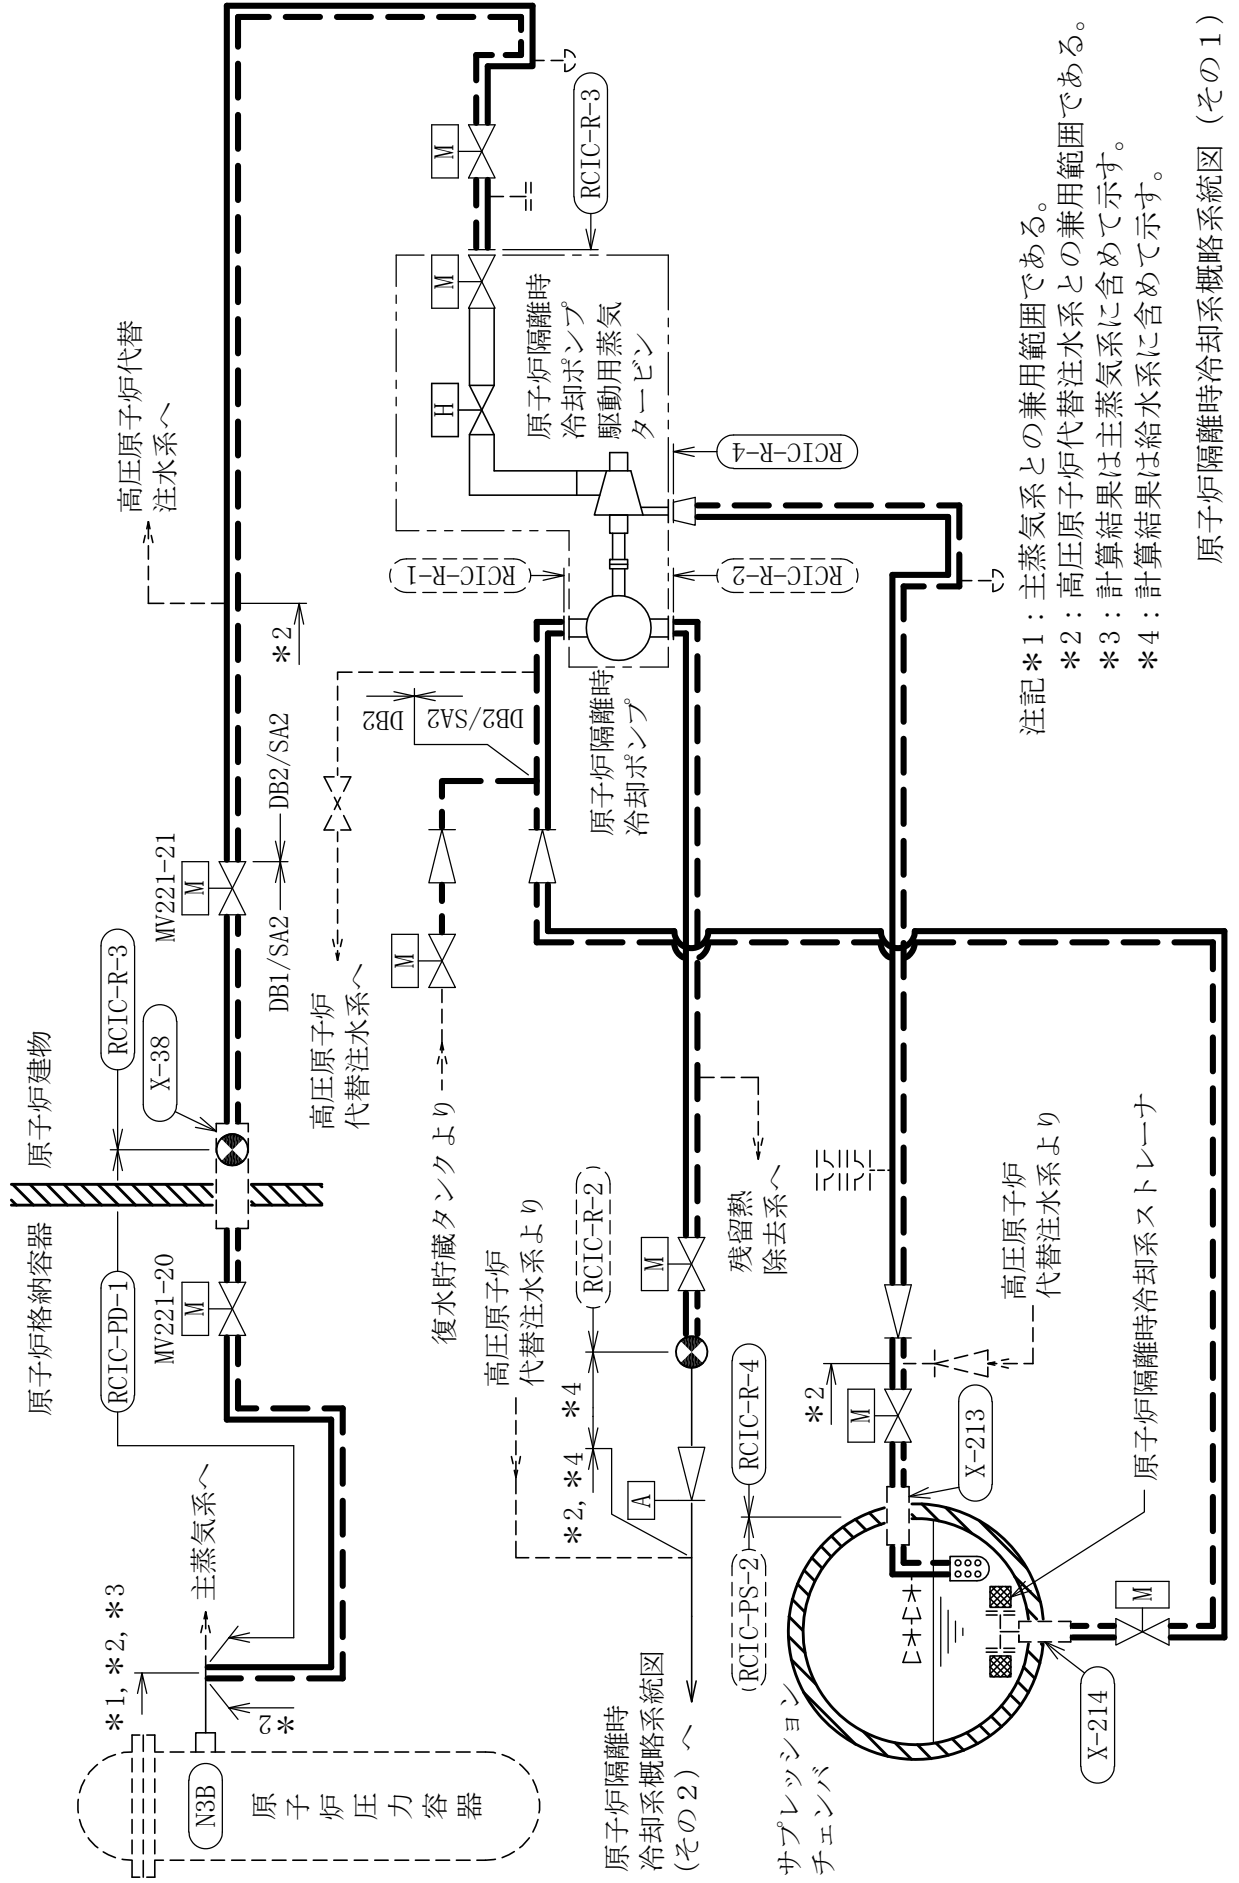 原子炉圧力容器
N3B
*1, *2, *3
*2
主蒸気系へ
原子炉格納容器
原子炉建物
RCIC-PD-1
RCIC-R-3
X-38
MV221-20
M
MV221-21
M
DB1/SA2
DB2/SA2
*2
高圧原子炉代替
注水系へ
高圧原子炉
代替注水系へ
DB2
DB2/SA2
復水貯蔵タンクより
M
M
RCIC-R-3
M
H
原子炉隔離時
冷却ポンプ
駆動用蒸気
タービン
RCIC-R-1
RCIC-R-2
RCIC-R-4
原子炉隔離時
冷却ポンプ
高圧原子炉
代替注水系より
RCIC-R-2
*4
*2, *4
A
M
残留熱
除去系へ
原子炉隔離時
冷却系概略系統図
(その2) へ
サプレッション
チェンバ
RCIC-PS-2
RCIC-R-4
*2
M
高圧原子炉
代替注水系より
X-213
原子炉隔離時冷却系ストレーナ
M
X-214
注記*1：主蒸気系との兼用範囲である。
*2：高圧原子炉代替注水系との兼用範囲である。
*3：計算結果は主蒸気系に含めて示す。
*4：計算結果は給水系に含めて示す。
原子炉隔離時冷却系概略系統図 (その1)